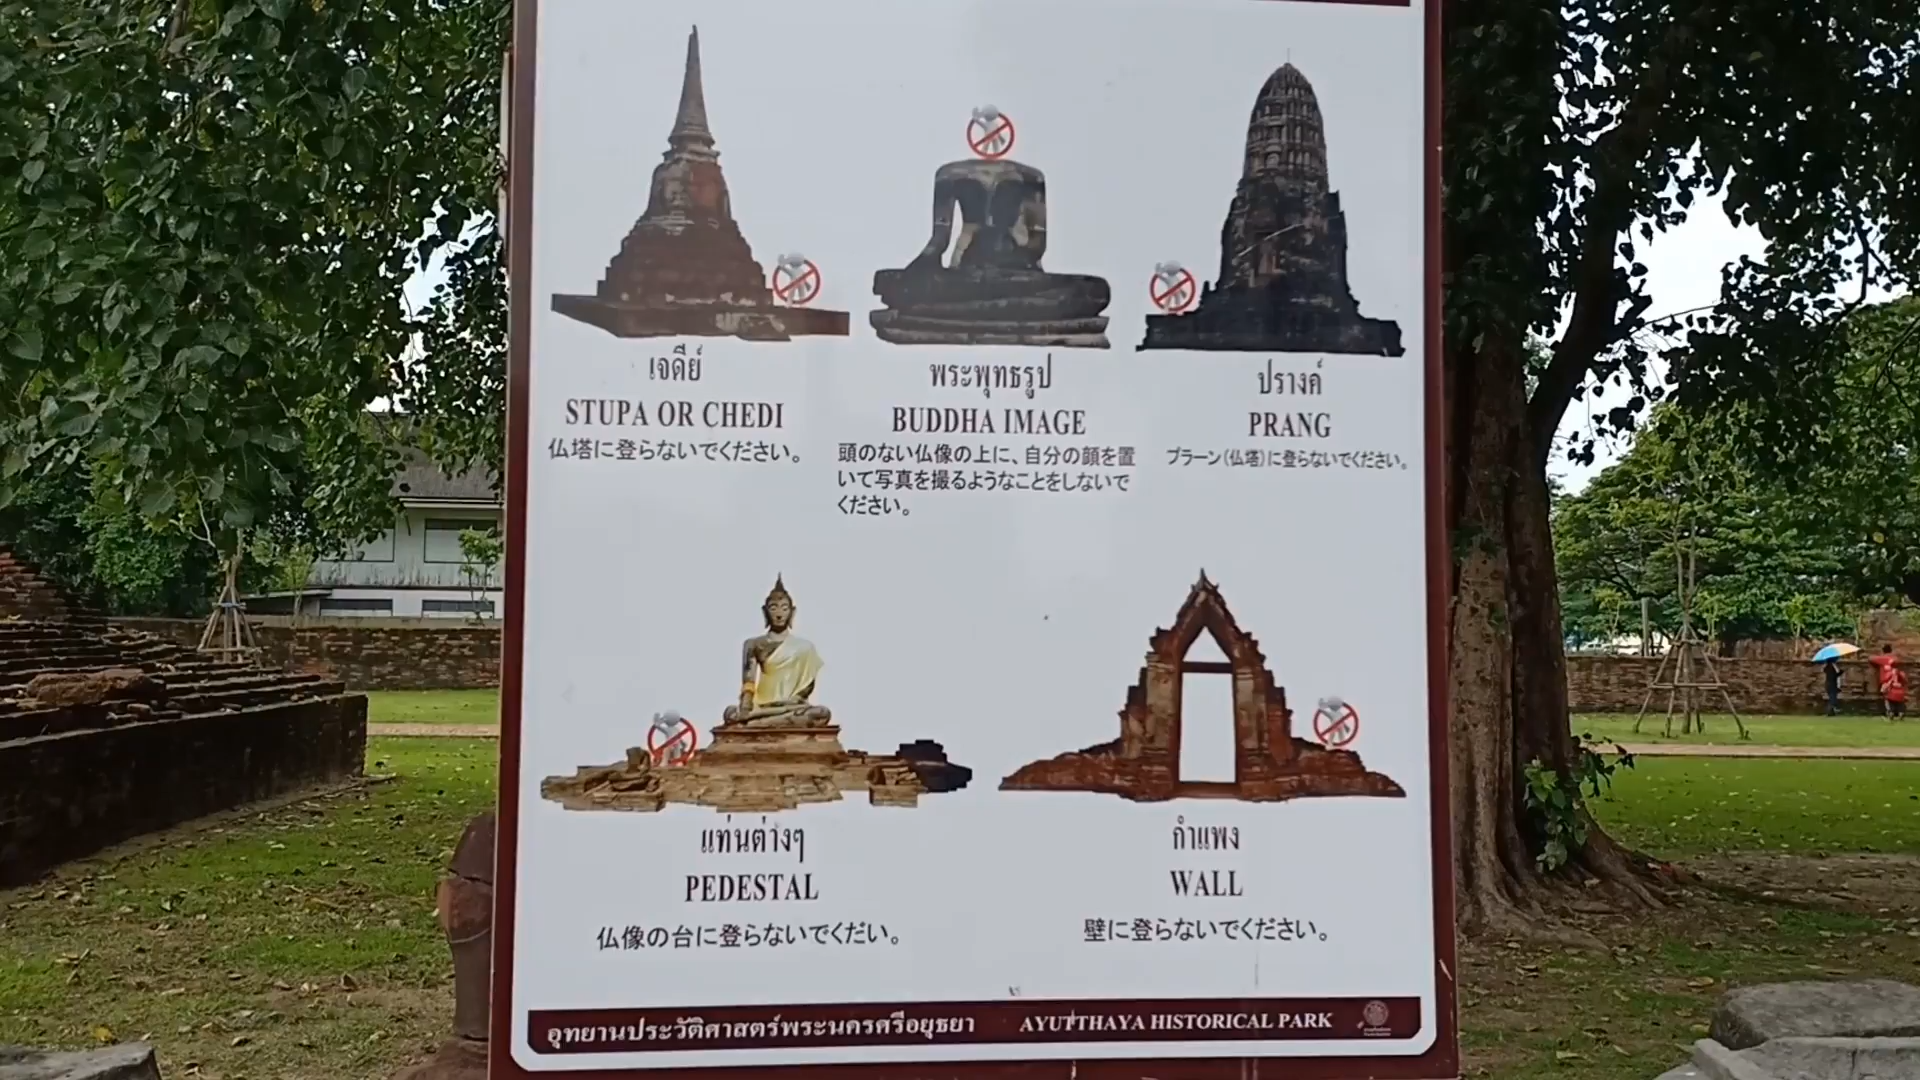 เจดีย์
STUPA OR CHEDI
仏塔に登らないでください。
พระพุทธรูป
BUDDHA IMAGE
頭のない仏像の上に、自分の顔を置
いて写真を撮るようなことをしないで
ください。
ปรางค์
PRANG
プラーン(仏塔)に登らないでください。
แท่นต่างๆ
PEDESTAL
仏像の台に登らないでくだい。
กำแพง
WALL
壁に登らないでください。
อุทยานประวัติศาสตร์พระนครศรีอยุธยา
AYUTTHAYA HISTORICAL PARK